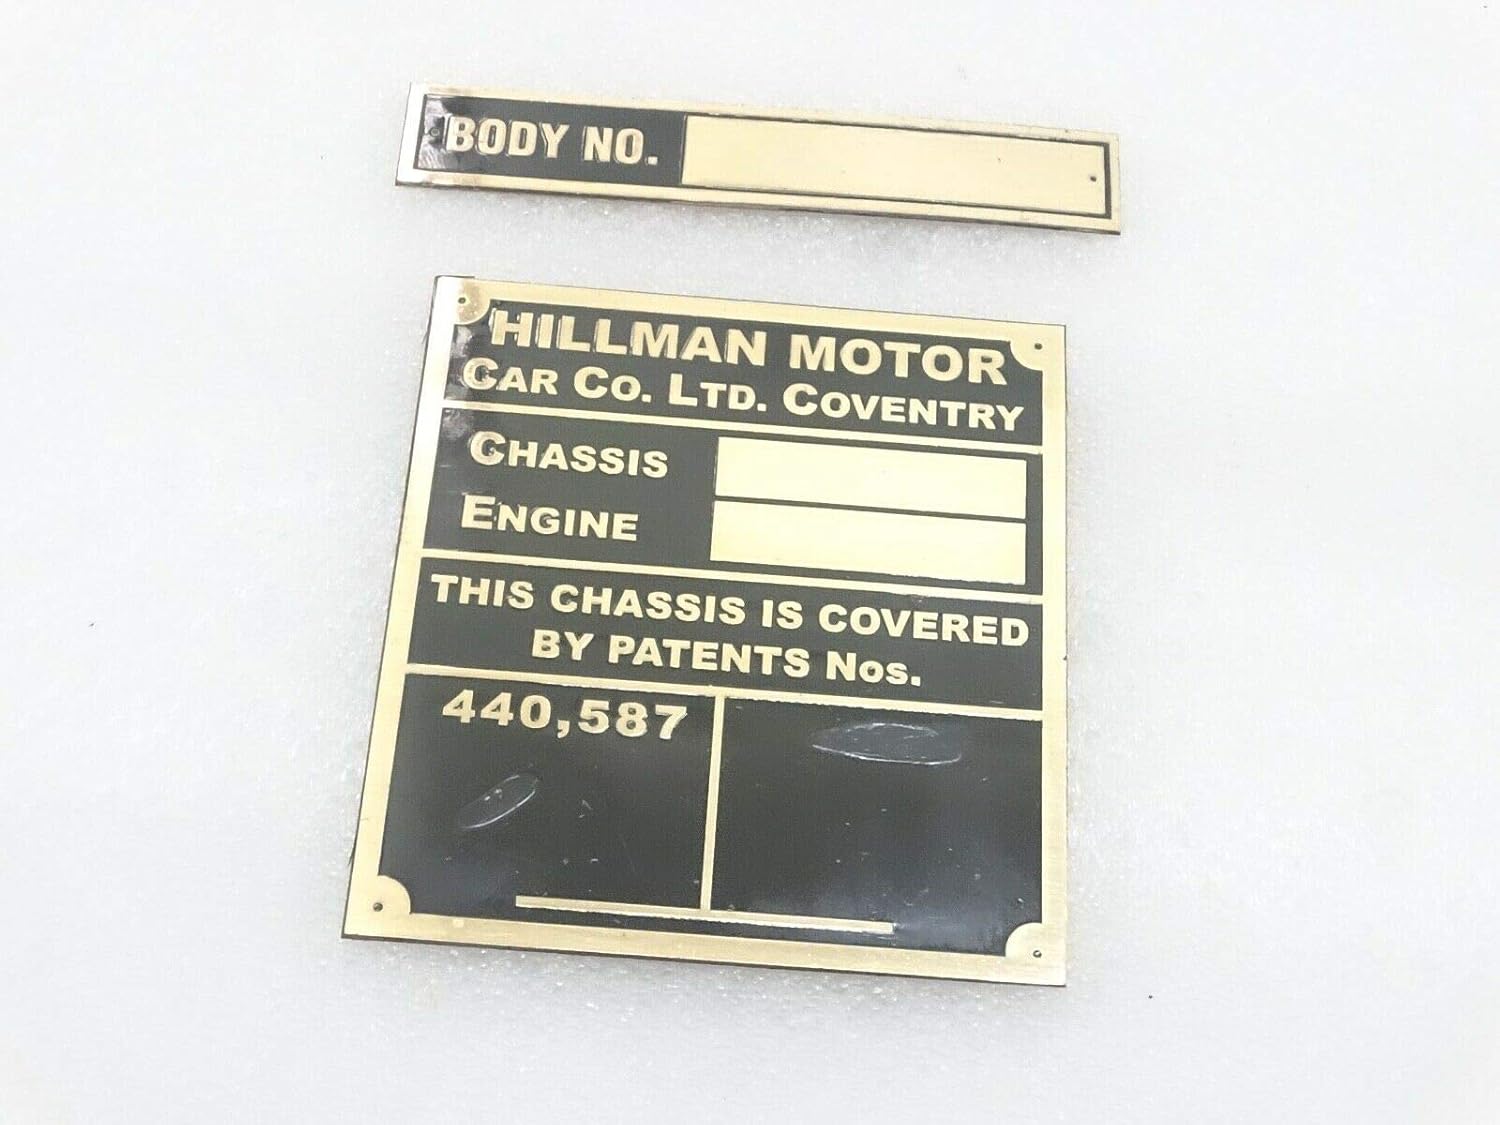 BODY NO.
HILLMAN MOTOR
CAR CO. LTD. COVENTRY
CHASSIS
ENGINE
THIS CHASSIS IS COVERED
BY PATENTS Nos.
440,587